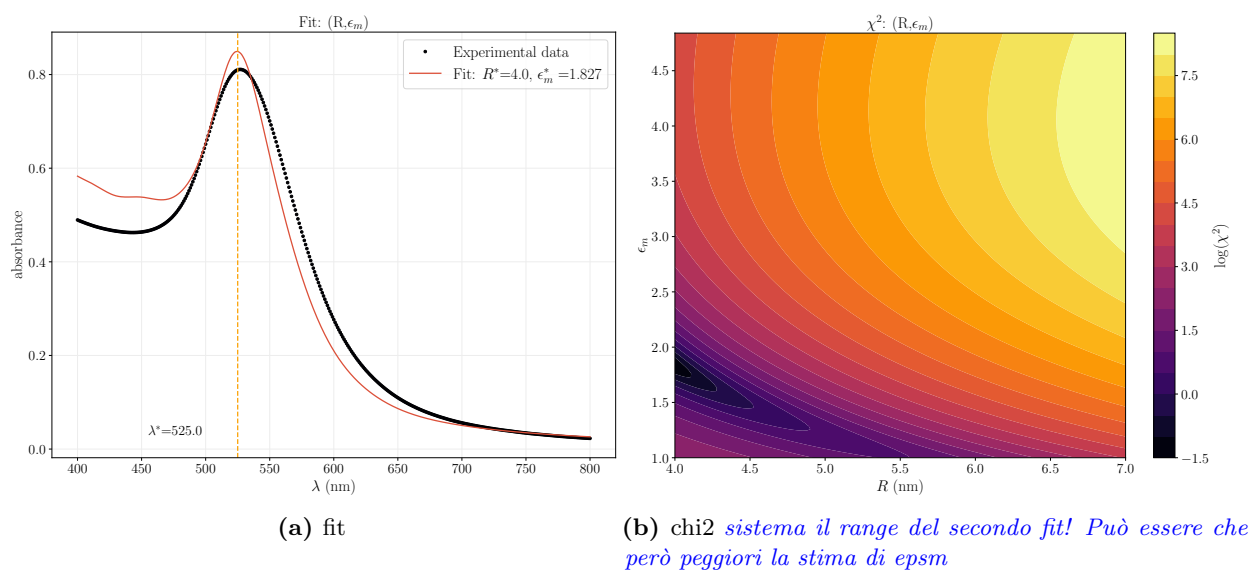 Fit: (R,ϵm)
Experimental data
Fit: R*=4.0, ϵ*m =1.827
absorbance
0.8
0.6
0.4
0.2
0.0
λ*=525.0
400 450 500 550 600 650 700 750 800
λ (nm)
(a) fit
χ²: (R,ϵm)
ϵm
4.5
4.0
3.5
3.0
2.5
2.0
1.5
1.0
4.0 4.5 5.0 5.5 6.0 6.5 7.0
R (nm)
7.5
6.0
4.5
3.0
1.5
0.0
−1.5
log(χ²)
(b) chi2 sistema il range del secondo fit! Può essere che
però peggiori la stima di epsm